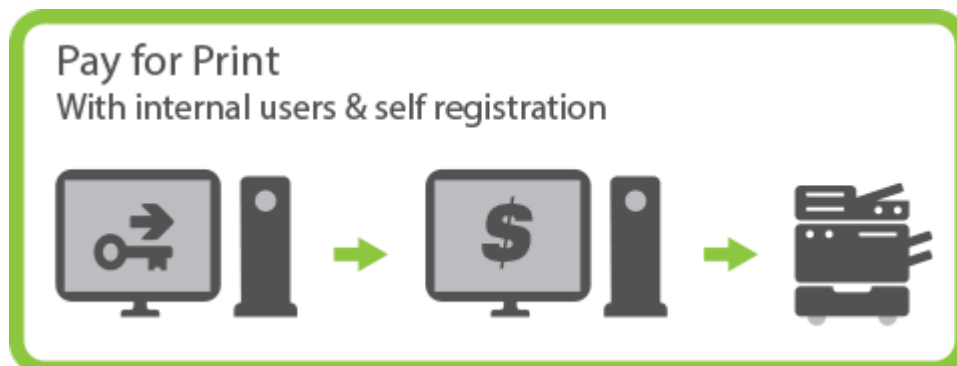 Pay for Print
With internal users & self registration
$